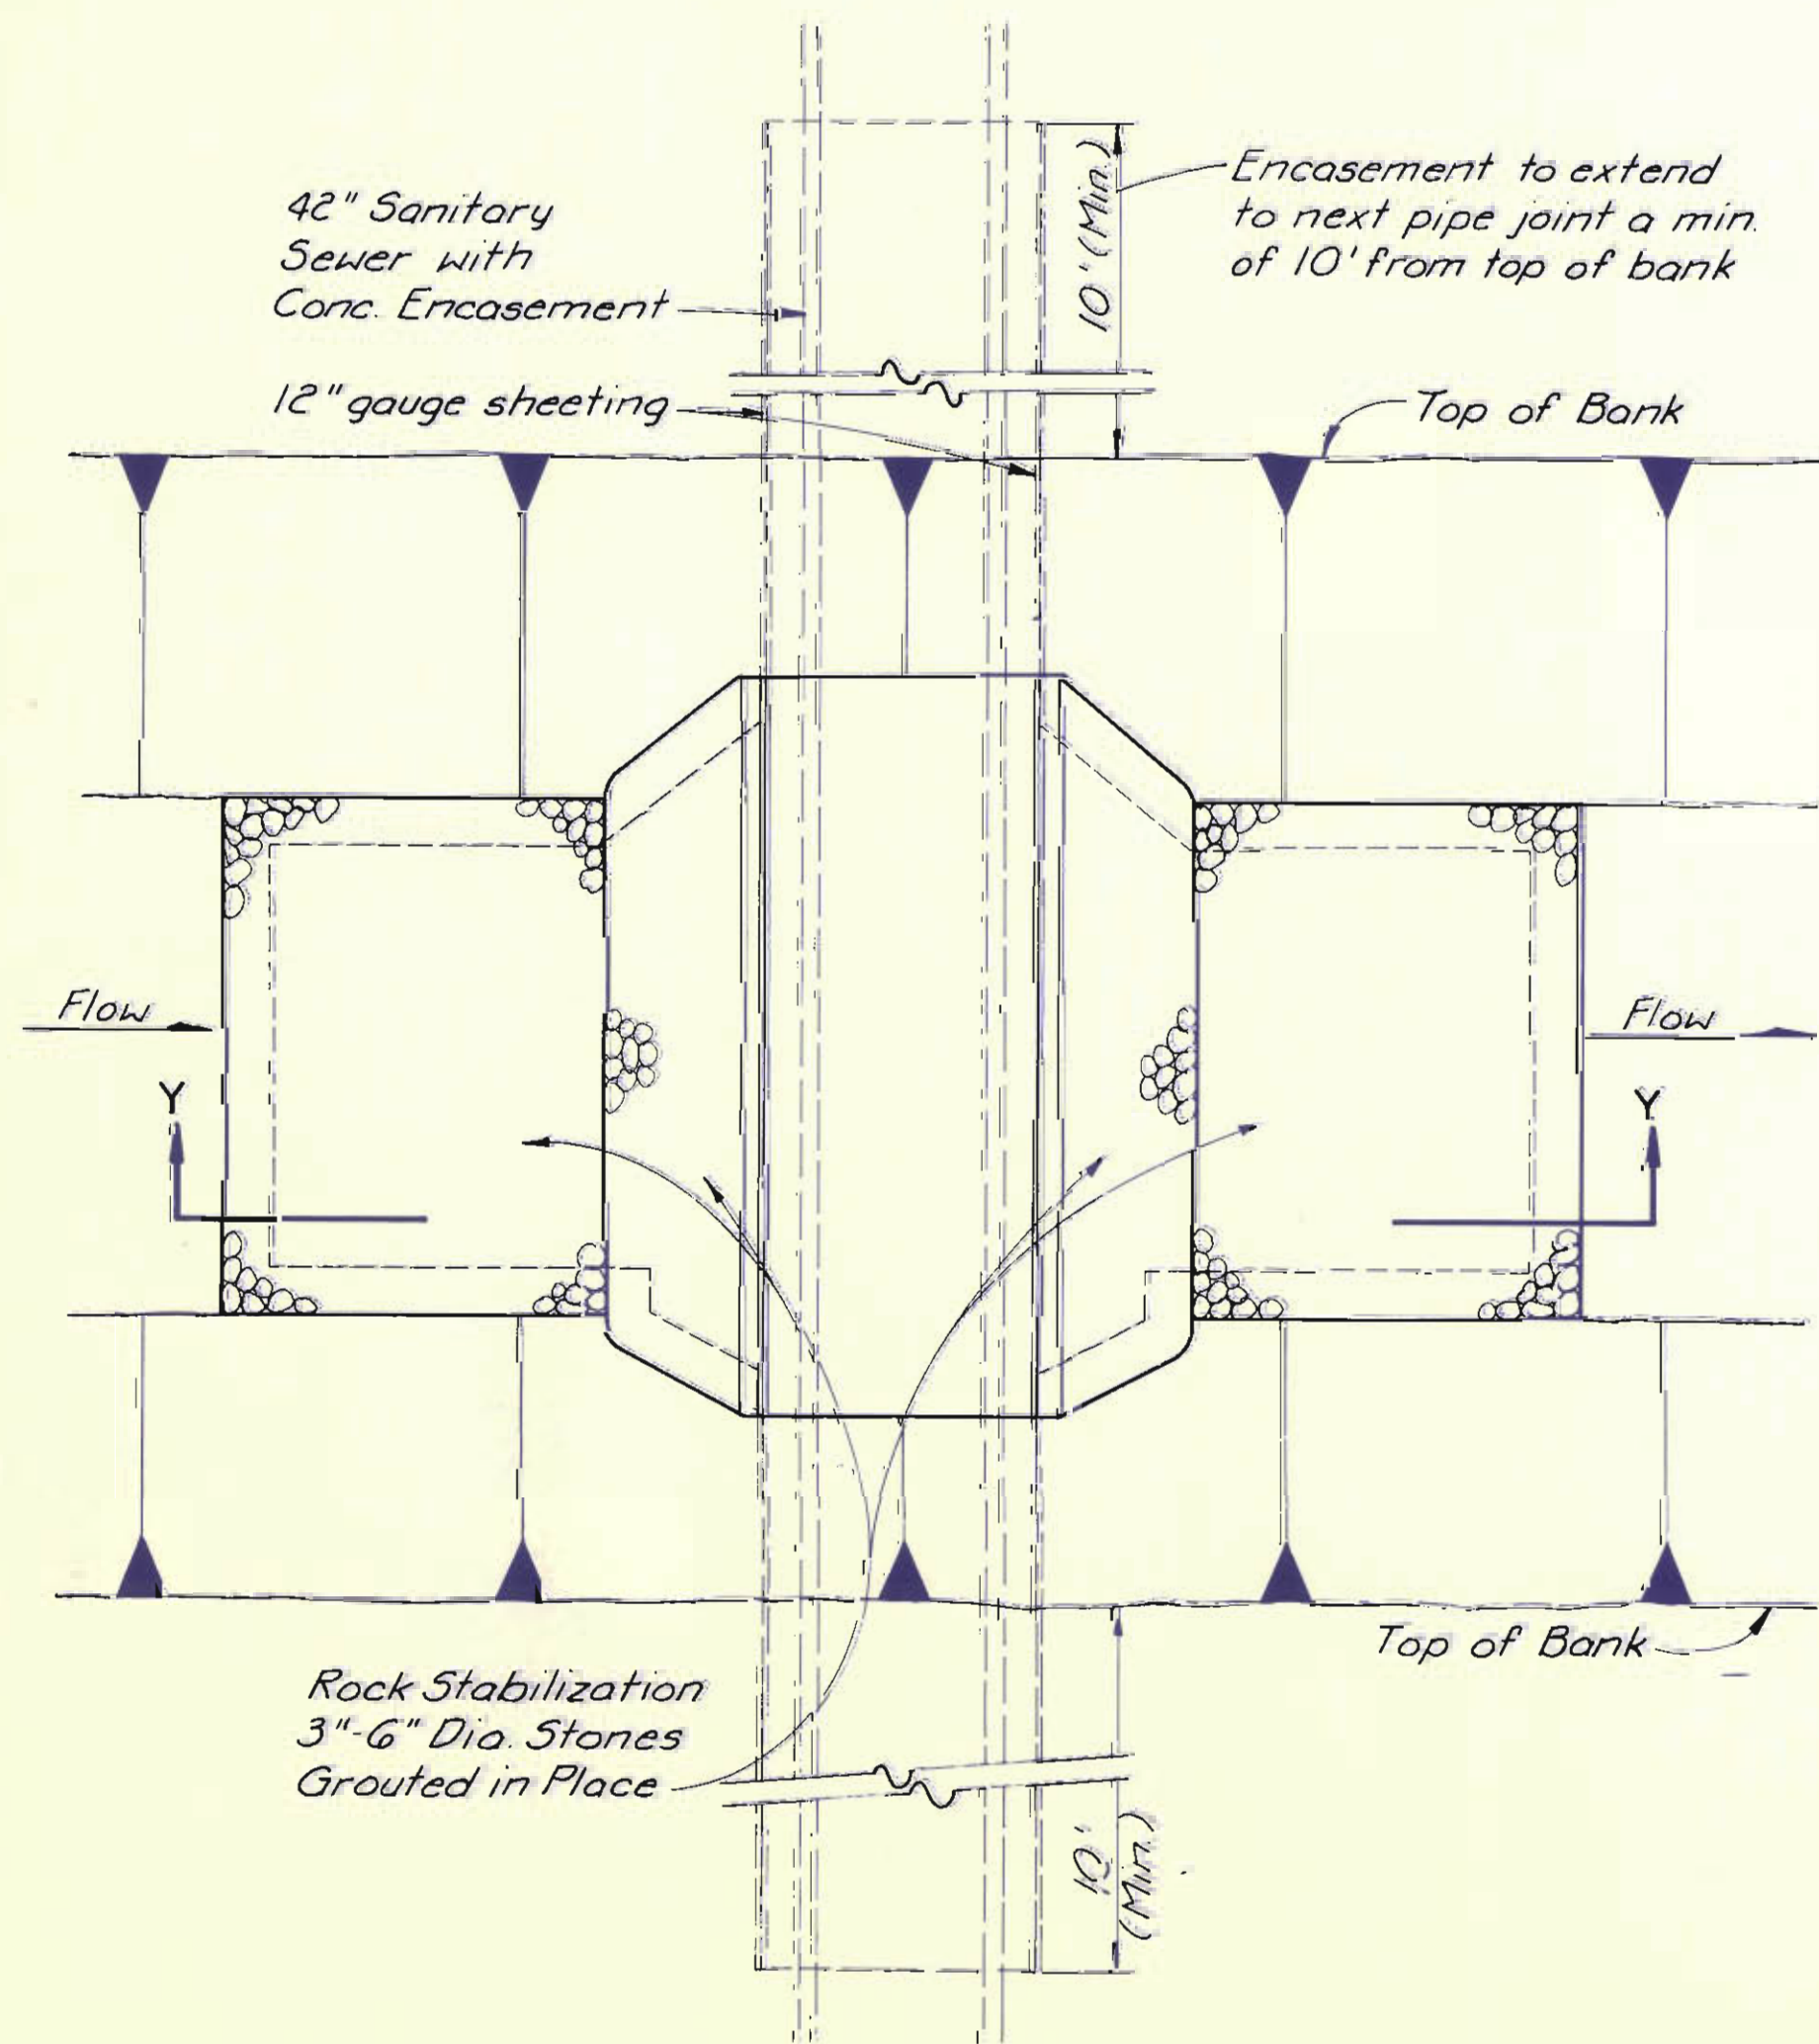 42" Sanitary
Sewer with
Conc. Encasement
10' (Min.)
Encasement to extend
to next pipe joint a min.
of 10' from top of bank
12" gauge sheeting
Top of Bank
Flow
Flow
Y
Y
Top of Bank
Rock Stabilization
3"-6" Dia. Stones
Grouted in Place
10'
(Min.)